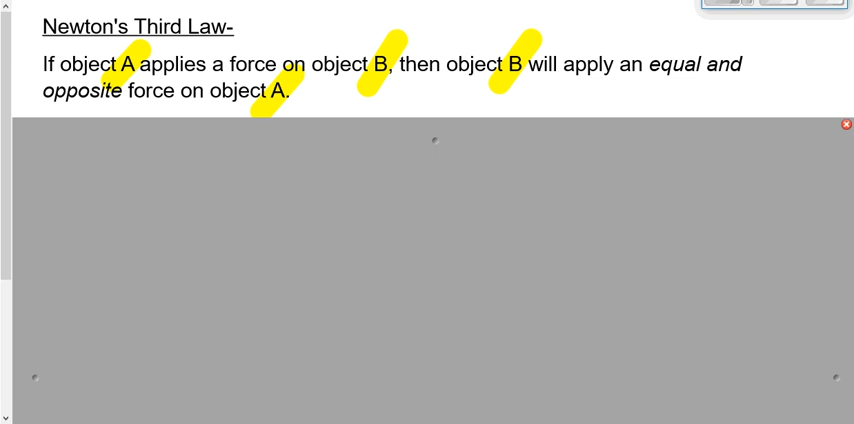 Newton's Third Law-
If object A applies a force on object B, then object B will apply an equal and
opposite force on object A.